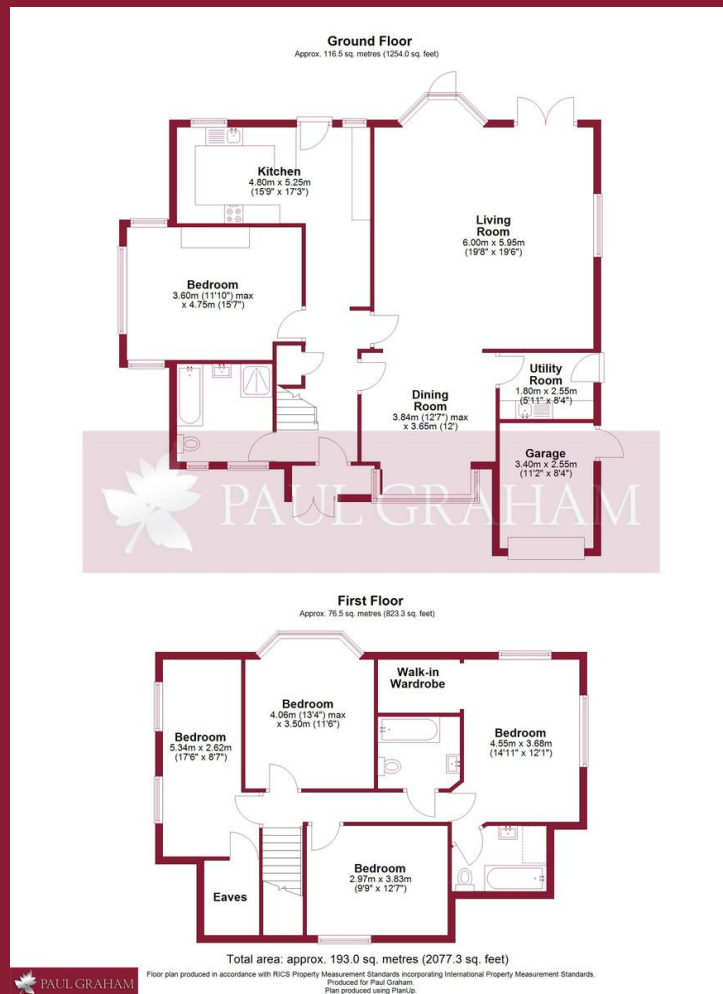 Ground Floor
Approx. 116.5 sq. metres (1254.0 sq. feet)
Kitchen
4.80m x 5.25m
(15'9" x 17'3")
Living
Room
6.00m x 5.95m
(19'8" x 19'6")
Bedroom
3.60m (11'10") max
x 4.75m (15'7")
Utility
Room
1.80m x 2.55m
(5'11" x 8'4")
Dining
Room
3.84m (12'7") max
x 3.65m (12')
Garage
3.40m x 2.55m
(11'2" x 8'4")
PAUL GRAHAM
First Floor
Approx. 76.5 sq. metres (823.3 sq. feet)
Walk-in
Wardrobe
Bedroom
4.06m (13'4") max
x 3.50m (11'6")
Bedroom
5.34m x 2.62m
(17'6" x 8'7")
Bedroom
4.55m x 3.68m
(14'11" x 12'1")
Bedroom
2.97m x 3.83m
(9'9" x 12'7")
Eaves
Total area: approx. 193.0 sq. metres (2077.3 sq. feet)
Floor plan produced in accordance with RICS Property Measurement Standards incorporating International Property Measurement Standards.
Produced for Paul Graham.
Plan produced using PlanUp.
PAUL GRAHAM